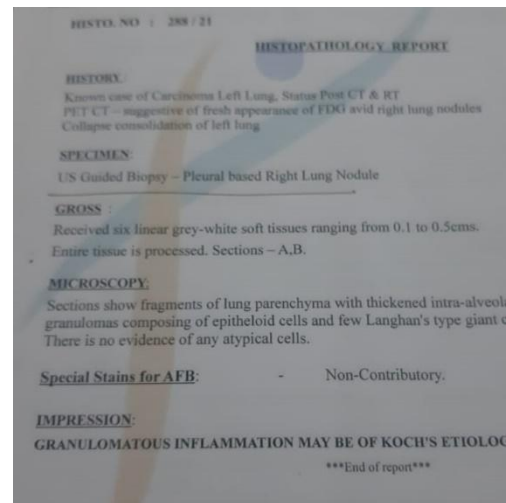 HISTO. NO : 288 / 21
HISTOPATHOLOGY REPORT
HISTORY:
Known case of Carcinoma Left Lung, Status Post CT & RT
PET CT – suggestive of fresh appearance of FDG avid right lung nodules
Collapse consolidation of left lung
SPECIMEN:
US Guided Biopsy – Pleural based Right Lung Nodule
GROSS :
Received six linear grey-white soft tissues ranging from 0.1 to 0.5cms.
Entire tissue is processed. Sections – A,B.
MICROSCOPY:
Sections show fragments of lung parenchyma with thickened intra-alveola
granulomas composing of epitheloid cells and few Langhan's type giant c
There is no evidence of any atypical cells.
Special Stains for AFB: - Non-Contributory.
IMPRESSION:
GRANULOMATOUS INFLAMMATION MAY BE OF KOCH'S ETIOLOG
***End of report***